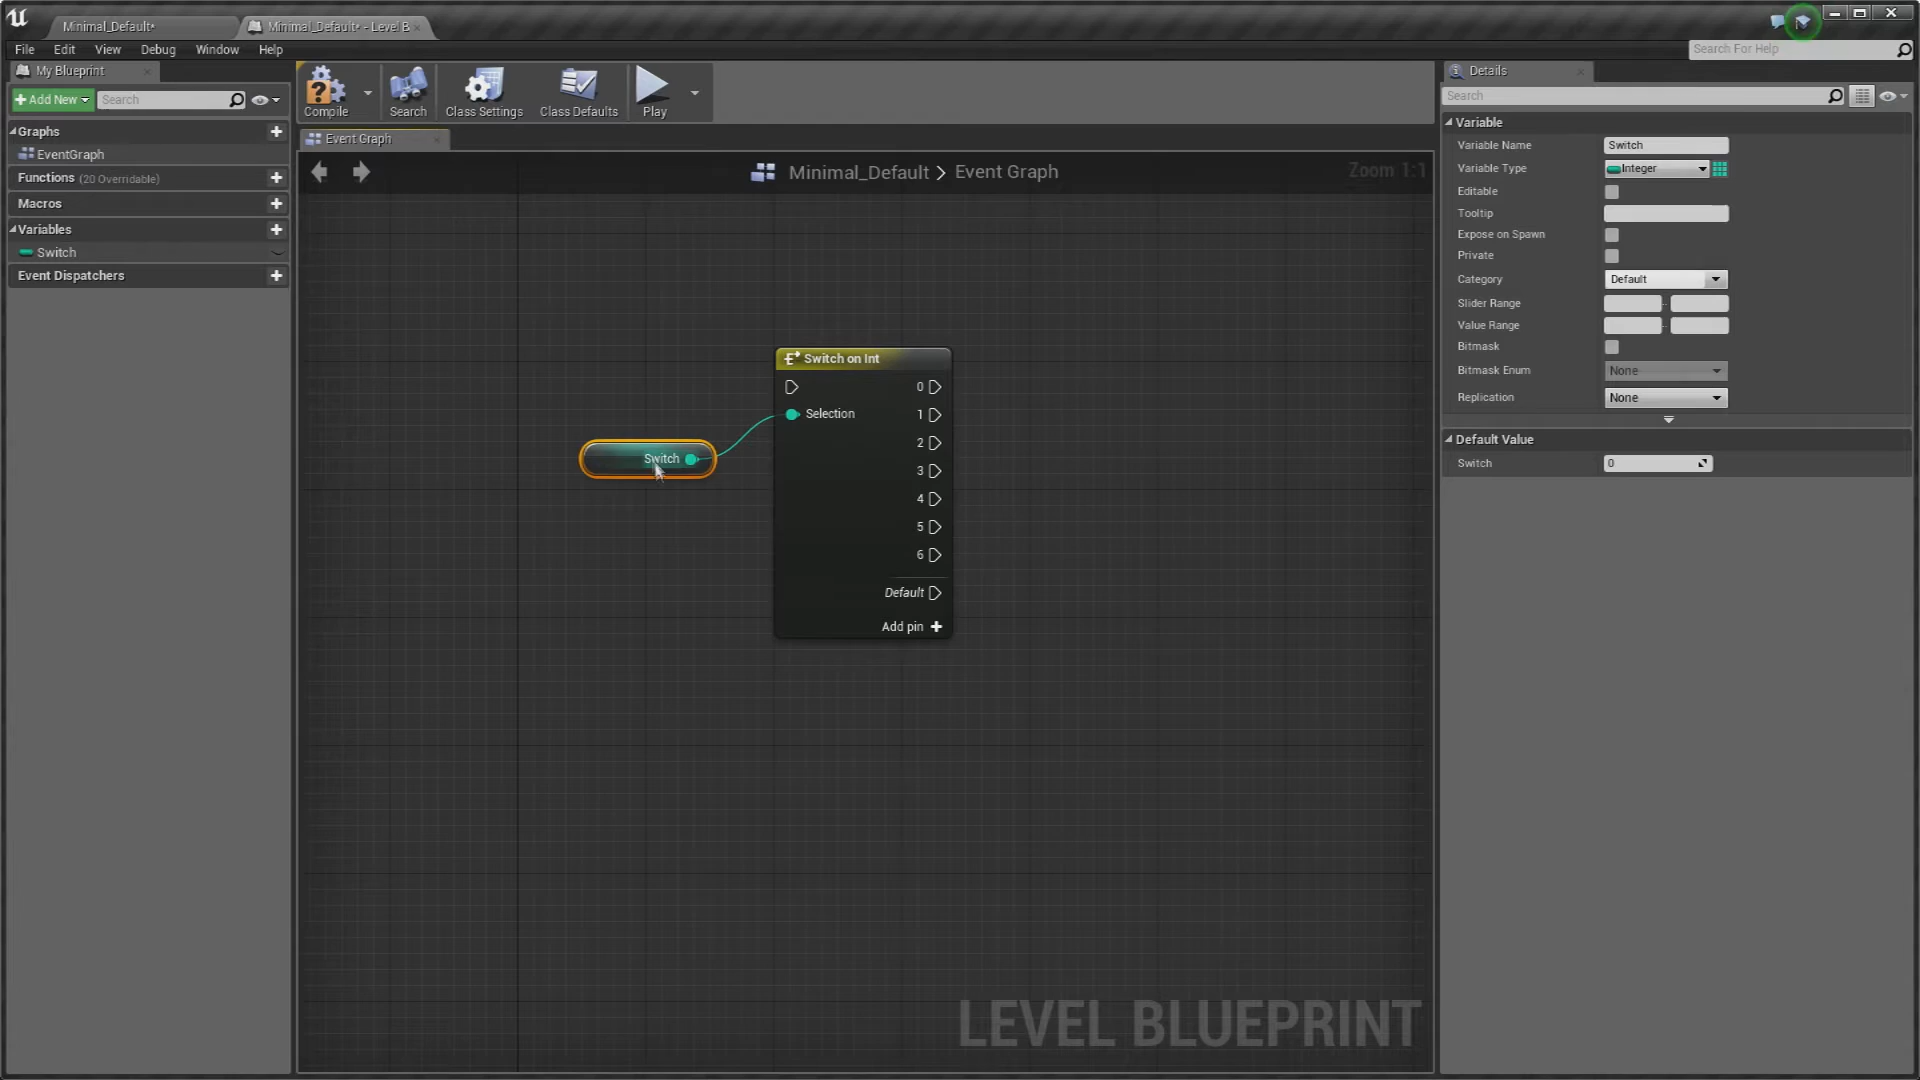 Minimal_Default*
Minimal_Default* - Level B
File Edit View Debug Window Help
Search For Help
My Blueprint
Add New
Search
Graphs
EventGraph
Functions (20 Overridable)
Macros
Variables
Switch
Event Dispatchers
Compile
Search
Class Settings
Class Defaults
Play
Event Graph
Minimal_Default > Event Graph
Zoom 1:1
Switch on Int
0
Selection 1
2
Switch
3
4
5
6
Default
Add pin
LEVEL BLUEPRINT
Details
Search
Variable
Variable Name Switch
Variable Type Integer
Editable
Tooltip
Expose on Spawn
Private
Category Default
Slider Range
Value Range
Bitmask
Bitmask Enum None
Replication None
Default Value
Switch 0